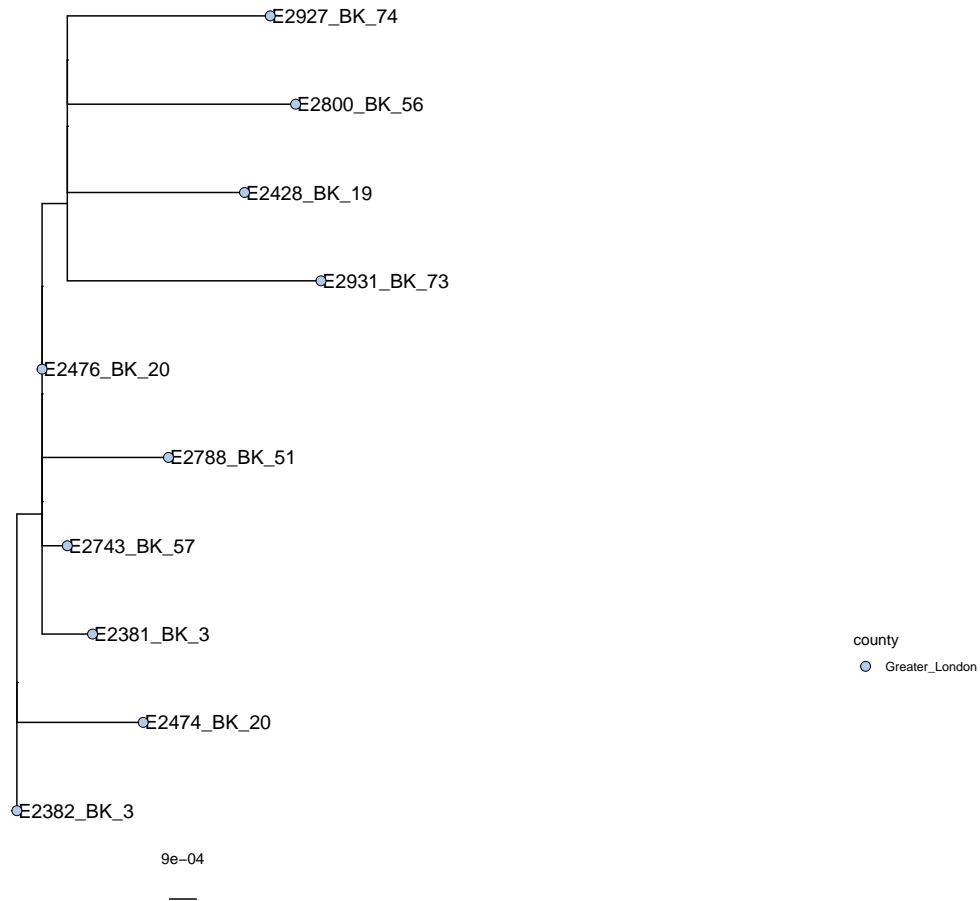 E2927_BK_74
E2800_BK_56
E2428_BK_19
E2931_BK_73
E2476_BK_20
E2788_BK_51
E2743_BK_57
E2381_BK_3
county
Greater_London
E2474_BK_20
E2382_BK_3
9e−04